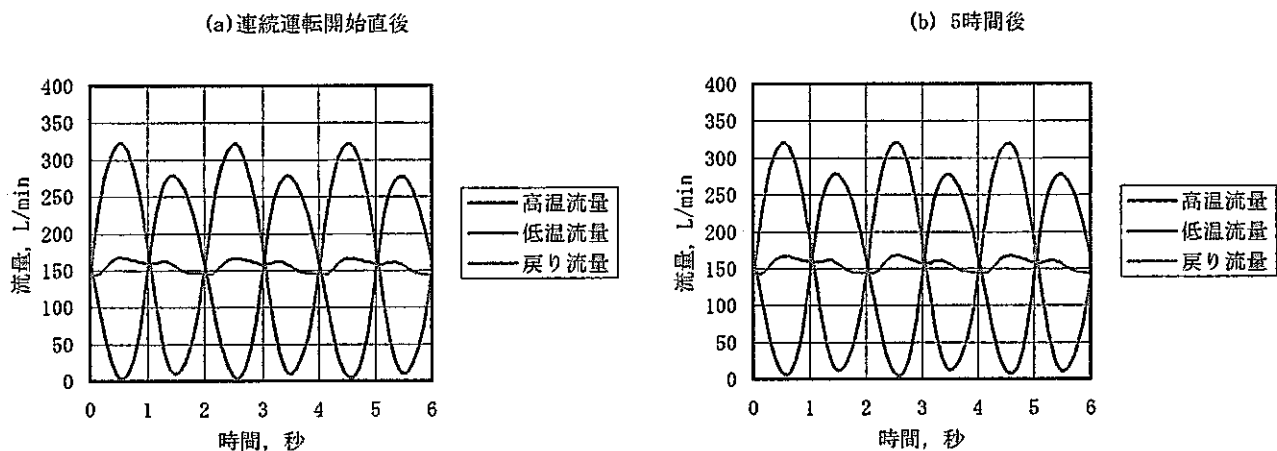 (a)連続運転開始直後
400
350
300
250
200
150
100
50
0
流量, L/min
0 1 2 3 4 5 6
時間, 秒
高温流量
低温流量
戻り流量
(b) 5時間後
400
350
300
250
200
150
100
50
0
流量, L/min
0 1 2 3 4 5 6
時間, 秒
高温流量
低温流量
戻り流量